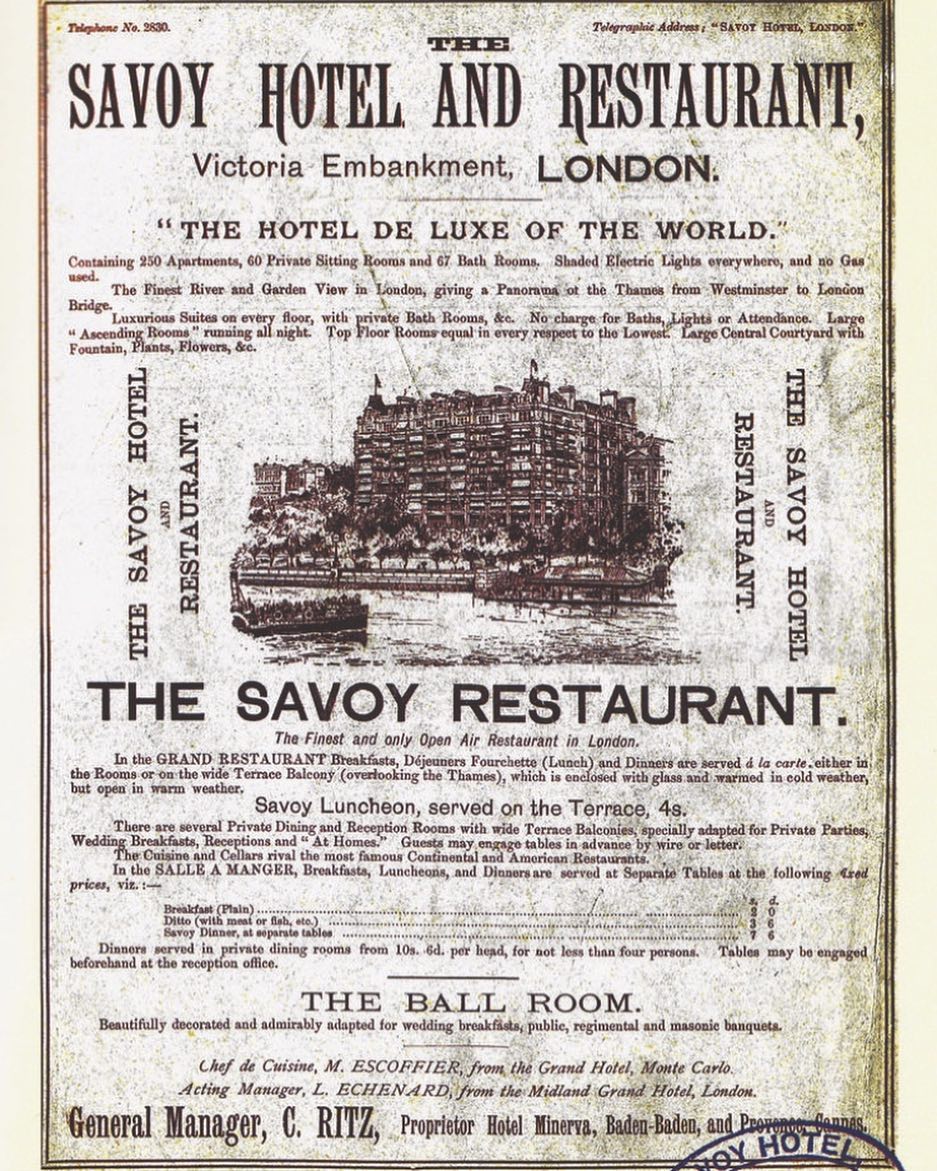 Telephone No. 2830.
Telegraphic Address; "SAVOY HOTEL, LONDON."
THE
SAVOY HOTEL AND RESTAURANT,
Victoria Embankment, LONDON.
"THE HOTEL DE LUXE OF THE WORLD."
Containing 250 Apartments, 60 Private Sitting Rooms and 67 Bath Rooms. Shaded Electric Lights everywhere, and no Gas
used.
The Finest River and Garden View in London, giving a Panorama of the Thames from Westminster to London
Bridge.
Luxurious Suites on every floor, with private Bath Rooms, &c. No charge for Baths, Lights or Attendance. Large
"Ascending Rooms" running all night. Top Floor Rooms equal in every respect to the Lowest. Large Central Courtyard with
Fountain, Plants, Flowers, &c.
THE SAVOY HOTEL
AND
RESTAURANT.
THE SAVOY HOTEL
AND
RESTAURANT.
THE SAVOY RESTAURANT.
The Finest and only Open Air Restaurant in London.
In the GRAND RESTAURANT Breakfasts, Déjeuners Fourchette (Lunch) and Dinners are served á la carte. either in
the Rooms or on the wide Terrace Balcony (overlooking the Thames), which is enclosed with glass and warmed in cold weather,
but open in warm weather.
Savoy Luncheon, served on the Terrace, 4s.
There are several Private Dining and Reception Rooms with wide Terrace Balconies, specially adapted for Private Parties,
Wedding Breakfasts, Receptions and "At Homes." Guests may engage tables in advance by wire or letter.
The Cuisine and Cellars rival the most famous Continental and American Restaurants.
In the SALLE A MANGER, Breakfasts, Luncheons, and Dinners are served at Separate Tables at the following fixed
prices, viz.:—
s. d.
Breakfast (Plain) 2 0
Ditto (with meat or fish, etc.) 3 6
Savoy Dinner, at separate tables 7 6
Dinners served in private dining rooms from 10s. 6d. per head, for not less than four persons. Tables may be engaged
beforehand at the reception office.
THE BALL ROOM.
Beautifully decorated and admirably adapted for wedding breakfasts, public, regimental and masonic banquets.
Chef de Cuisine, M. ESCOFFIER, from the Grand Hotel, Monte Carlo.
Acting Manager, L. ECHENARD, from the Midland Grand Hotel, London.
General Manager, C. RITZ, Proprietor Hotel Minerva, Baden-Baden, and Provence, Cannes.
HOTEL